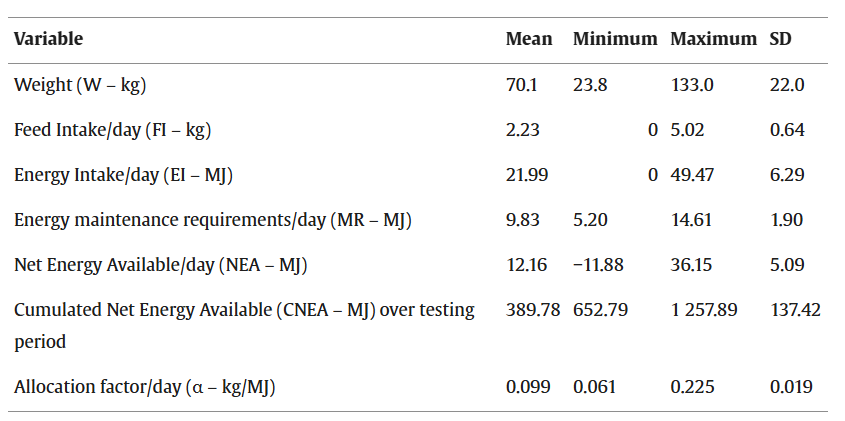 Variable Mean Minimum Maximum SD
Weight (W – kg) 70.1 23.8 133.0 22.0
Feed Intake/day (FI – kg) 2.23 0 5.02 0.64
Energy Intake/day (EI – MJ) 21.99 0 49.47 6.29
Energy maintenance requirements/day (MR – MJ) 9.83 5.20 14.61 1.90
Net Energy Available/day (NEA – MJ) 12.16 −11.88 36.15 5.09
Cumulated Net Energy Available (CNEA – MJ) over testing 389.78 652.79 1 257.89 137.42
period
Allocation factor/day (α – kg/MJ) 0.099 0.061 0.225 0.019